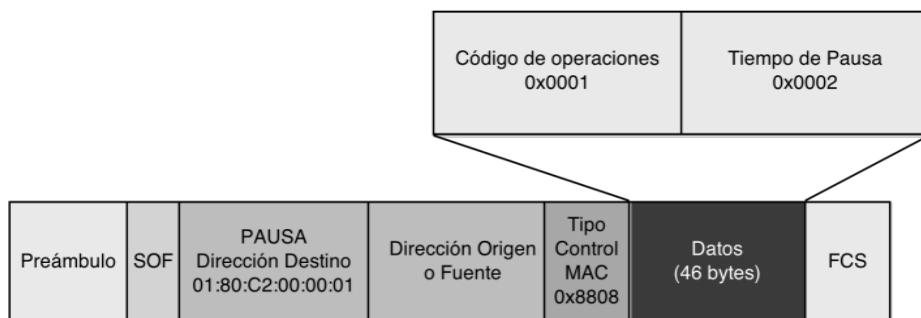 Código de operaciones
0x0001
Tiempo de Pausa
0x0002
Preámbulo
SOF
PAUSA
Dirección Destino
01:80:C2:00:00:01
Dirección Origen
o Fuente
Tipo
Control
MAC
0x8808
Datos
(46 bytes)
FCS